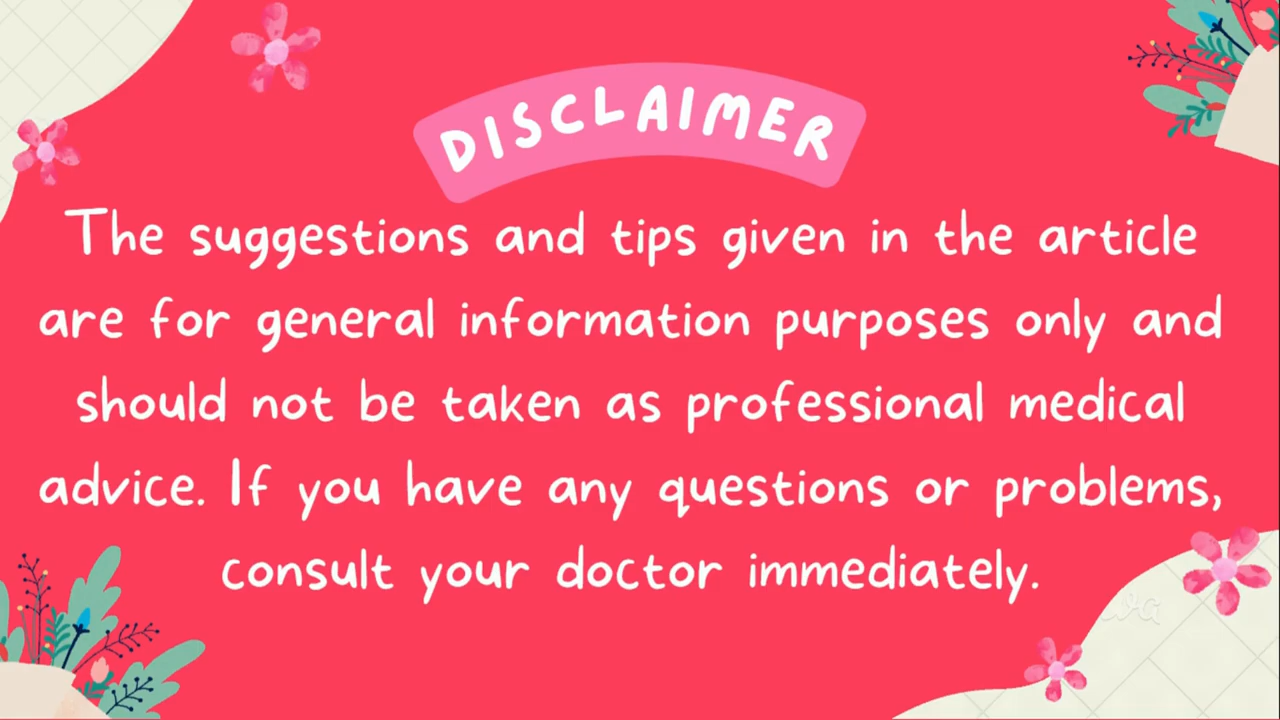 DISCLAIMER
The suggestions and tips given in the article
are for general information purposes only and
should not be taken as professional medical
advice. If you have any questions or problems,
consult your doctor immediately.